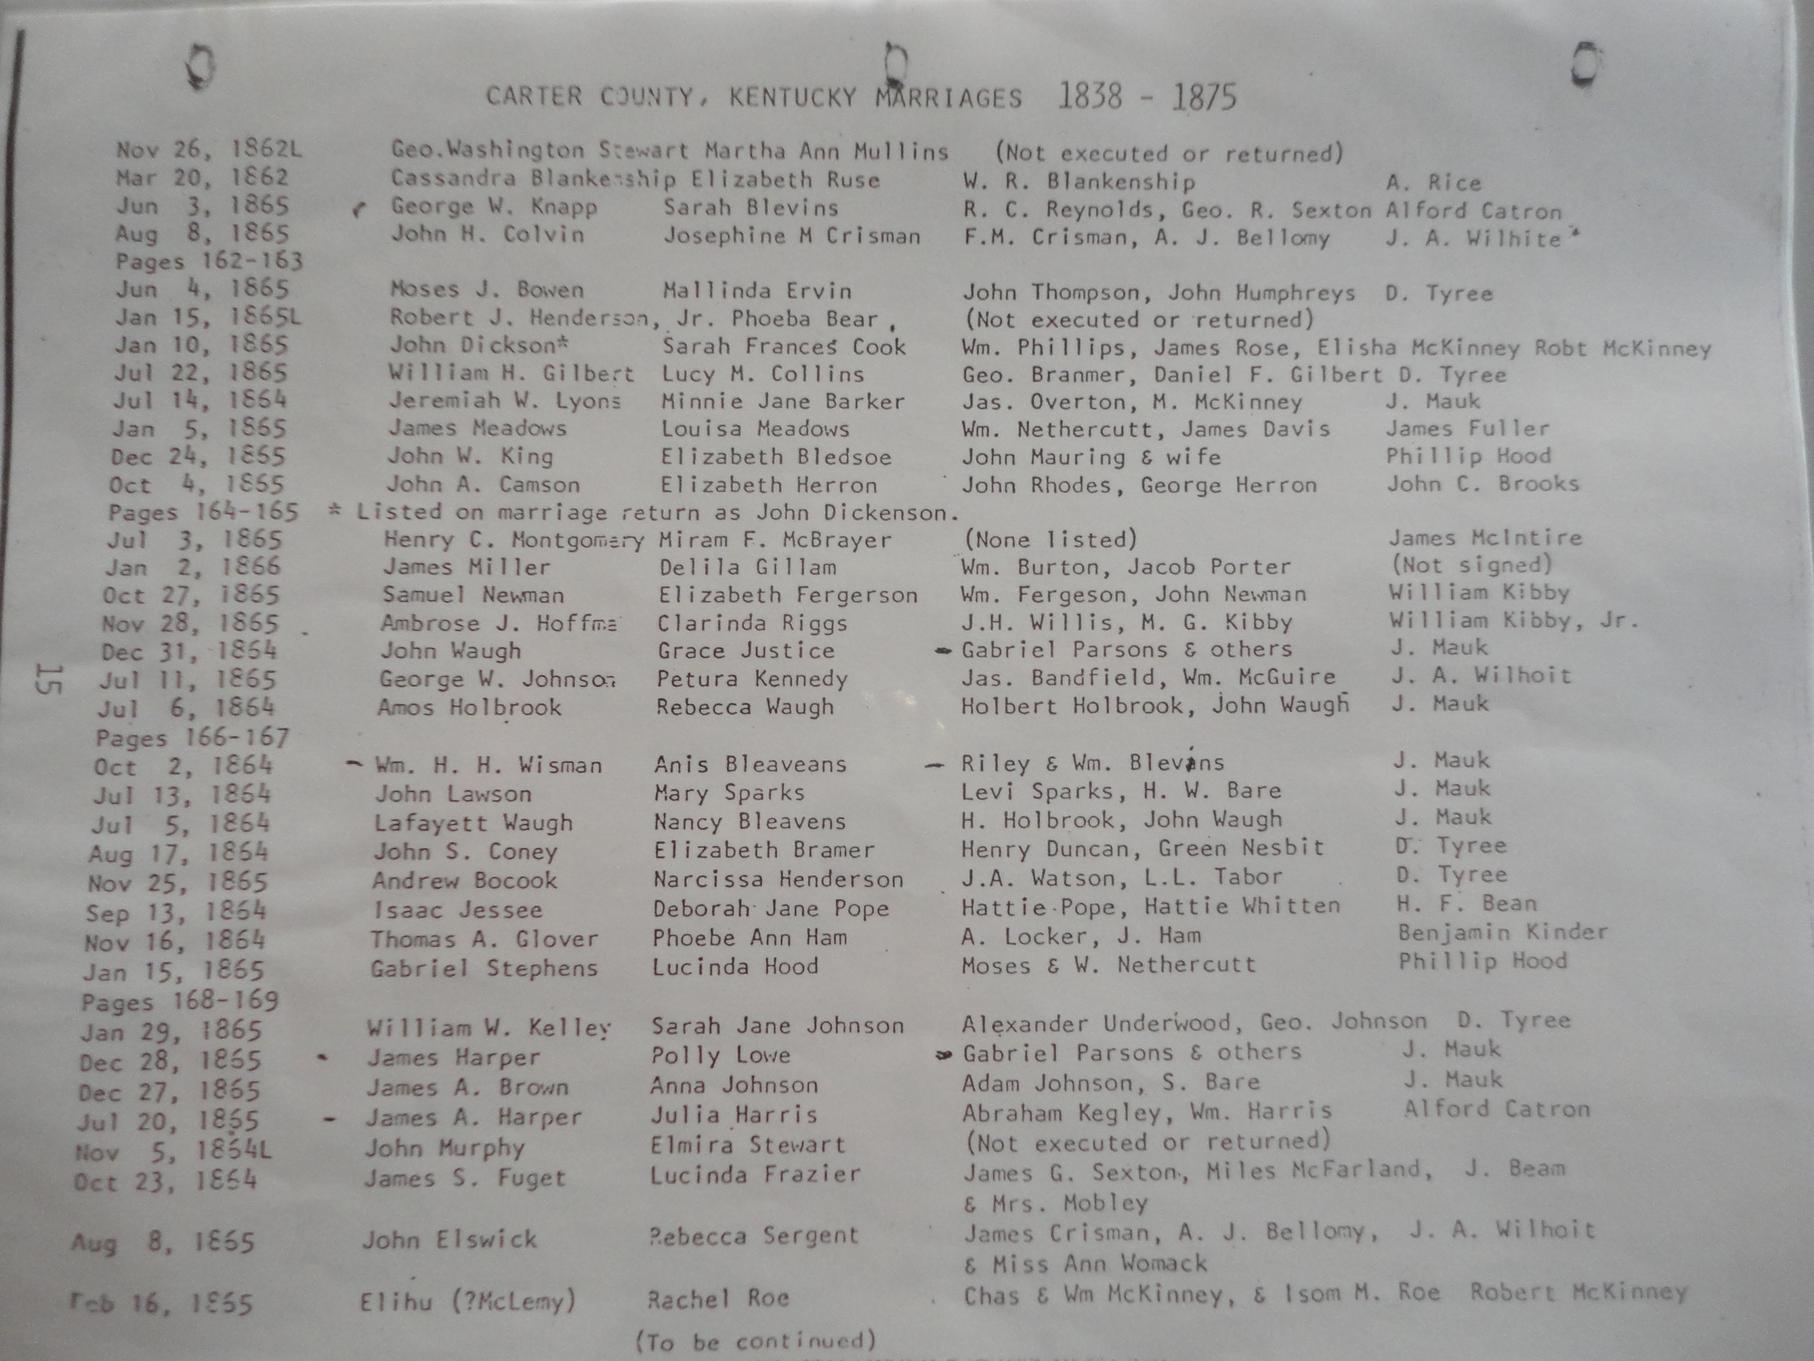 CARTER COUNTY, KENTUCKY MARRIAGES 1838 - 1875
Nov 26, 1862L Geo.Washington Stewart Martha Ann Mullins (Not executed or returned)
Mar 20, 1862 Cassandra Blankenship Elizabeth Ruse W. R. Blankenship A. Rice
Jun 3, 1865 George W. Knapp Sarah Blevins R. C. Reynolds, Geo. R. Sexton Alford Catron
Aug 8, 1865 John H. Colvin Josephine M Crisman F.M. Crisman, A. J. Bellomy J. A. Wilhite
Pages 162-163
Jun 4, 1865 Moses J. Bowen Mallinda Ervin John Thompson, John Humphreys D. Tyree
Jan 15, 1865L Robert J. Henderson, Jr. Phoeba Bear, (Not executed or returned)
Jan 10, 1865 John Dickson* Sarah Frances Cook Wm. Phillips, James Rose, Elisha McKinney Robt McKinney
Jul 22, 1865 William H. Gilbert Lucy M. Collins Geo. Branmer, Daniel F. Gilbert D. Tyree
Jul 14, 1864 Jeremiah W. Lyons Minnie Jane Barker Jas. Overton, M. McKinney J. Mauk
Jan 5, 1865 James Meadows Louisa Meadows Wm. Nethercutt, James Davis James Fuller
Dec 24, 1865 John W. King Elizabeth Bledsoe John Mauring & wife Phillip Hood
Oct 4, 1865 John A. Camson Elizabeth Herron John Rhodes, George Herron John C. Brooks
Pages 164-165 * Listed on marriage return as John Dickenson.
Jul 3, 1865 Henry C. Montgomery Miram F. McBrayer (None listed) James McIntire
Jan 2, 1866 James Miller Delila Gillam Wm. Burton, Jacob Porter (Not signed)
Oct 27, 1865 Samuel Newman Elizabeth Fergerson Wm. Fergeson, John Newman William Kibby
Nov 28, 1865 Ambrose J. Clarinda Riggs J.H. Willis, M. G. Kibby William Kibby, Jr.
Dec 31, 1864 John Waugh Grace Justice Gabriel Parsons & others J. Mauk
15
Jul 11, 1865 George W. Johnson Petura Kennedy Jas. Bandfield, Wm. McGuire J. A. Wilhoit
Jul 6, 1864 Amos Holbrook Rebecca Waugh Holbert Holbrook, John Waugh J. Mauk
Pages 166-167
Oct 2, 1864 Wm. H. H. Wisman Anis Bleaveans Riley & Wm. Blevins J. Mauk
Jul 13, 1864 John Lawson Mary Sparks Levi Sparks, H. W. Bare J. Mauk
Jul 5, 1864 Lafayett Waugh Nancy Bleavens H. Holbrook, John Waugh J. Mauk
Aug 17, 1864 John S. Coney Elizabeth Bramer Henry Duncan, Green Nesbit D. Tyree
Nov 25, 1865 Andrew Bocook Narcissa Henderson J.A. Watson, L.L. Tabor D. Tyree
Sep 13, 1864 Isaac Jessee Deborah Jane Pope Hattie Pope, Hattie Whitten H. F. Bean
Nov 16, 1864 Thomas A. Glover Phoebe Ann Ham A. Locker, J. Ham Benjamin Kinder
Jan 15, 1865 Gabriel Stephens Lucinda Hood Moses & W. Nethercutt Phillip Hood
Pages 168-169
Jan 29, 1865 William W. Kelley Sarah Jane Johnson Alexander Underwood, Geo. Johnson D. Tyree
Dec 28, 1865 James Harper Polly Lowe Gabriel Parsons & others J. Mauk
Dec 27, 1865 James A. Brown Anna Johnson Adam Johnson, S. Bare J. Mauk
Jul 20, 1865 James A. Harper Julia Harris Abraham Kegley, Wm. Harris Alford Catron
Nov 5, 1864L John Murphy Elmira Stewart (Not executed or returned)
Oct 23, 1864 James S. Fuget Lucinda Frazier James G. Sexton, Miles McFarland, J. Beam
& Mrs. Mobley
Aug 8, 1865 John Elswick Rebecca Sergent James Crisman, A. J. Bellomy, J. A. Wilhoit
& Miss Ann Womack
Feb 16, 1865 Elihu (?McLemy) Rachel Roe Chas & Wm McKinney, & Isom M. Roe Robert McKinney
(To be continued)